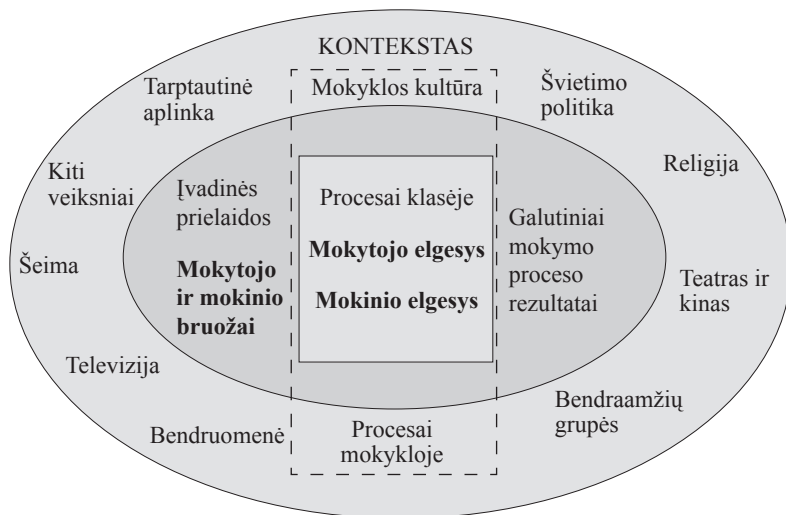 KONTEKSTAS
Tarptautinė
aplinka
Mokyklos kultūra
Švietimo
politika
Kiti
veiksniai
Religija
Įvadinės
prielaidos
Procesai klasėje
Galutiniai
mokymo
proceso
rezultatai
Šeima
Mokytojo
ir mokinio
bruožai
Mokytojo elgesys
Mokinio elgesys
Teatras ir
kinas
Televizija
Bendruomenė
Procesai
mokykloje
Bendraamžių
grupės